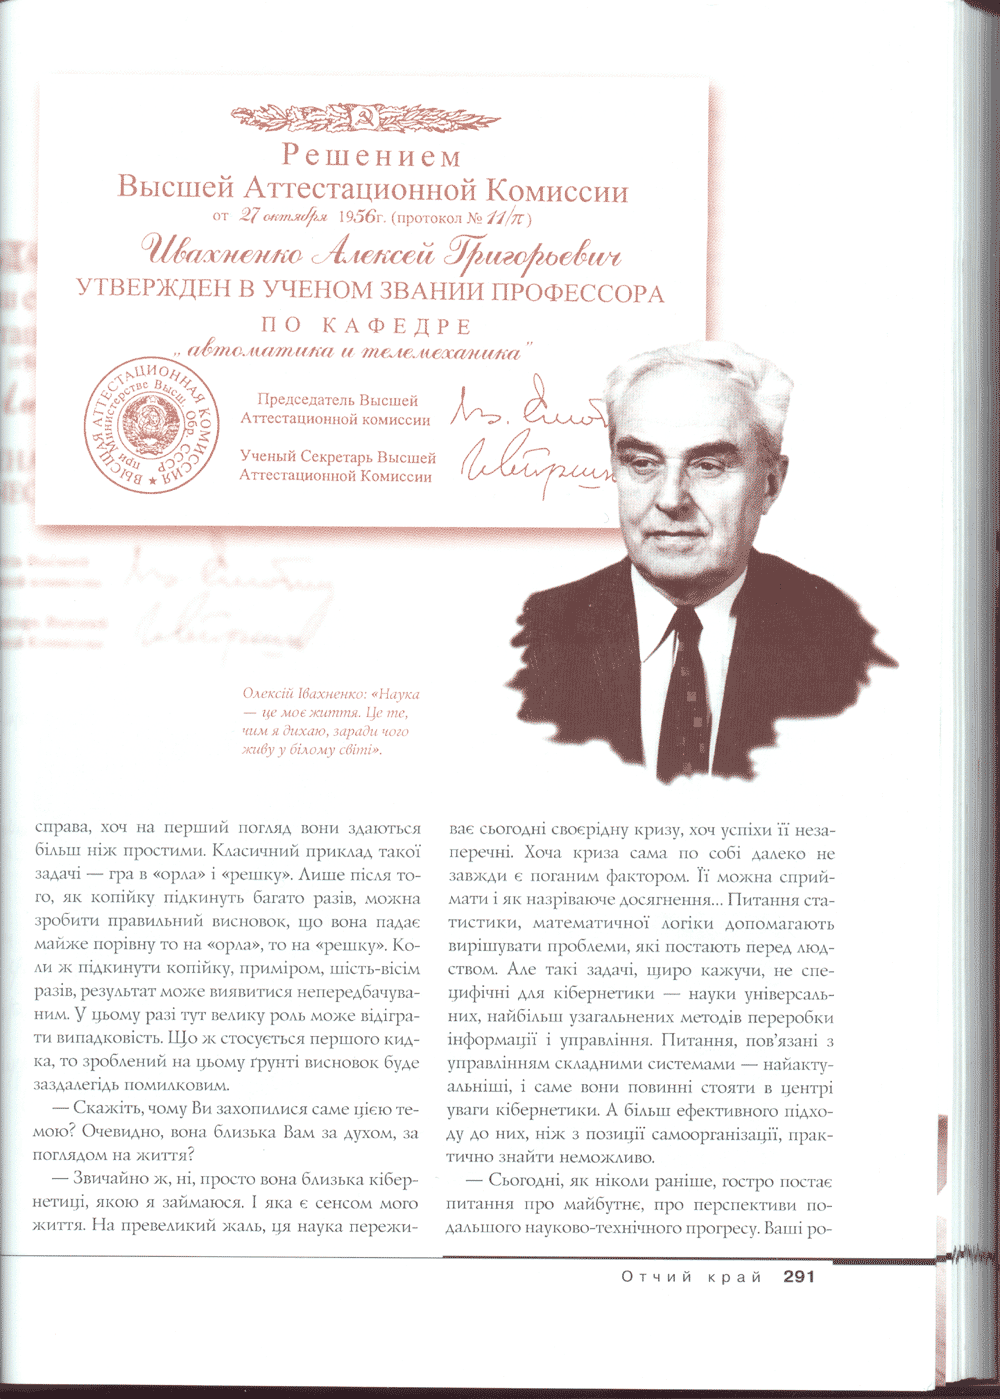 Решением
Высшей Аттестационной Комиссии
от 27 октября 1956г. (протокол № 11/п)
Ивахненко Алексей Григорьевич
УТВЕРЖДЕН В УЧЕНОМ ЗВАНИИ ПРОФЕССОРА
ПО КАФЕДРЕ
„автоматика и телемеханика"
ВЫСШАЯ АТТЕСТАЦИОННАЯ КОМИССИЯ
при Министерстве Высш. Обр. СССР
Председатель Высшей
Аттестационной комиссии
Ученый Секретарь Высшей
Аттестационной Комиссии
Олексій Івахненко: «Наука
— це моє життя. Це те,
чим я дихаю, заради чого
живу у білому світі».
справа, хоч на перший погляд вони здаються
більш ніж простими. Класичний приклад такої
задачі — гра в «орла» і «решку». Лише після то-
го, як копійку підкинуть багато разів, можна
зробити правильний висновок, що вона падає
майже порівну то на «орла», то на «решку». Ко-
ли ж підкинути копійку, приміром, шість-вісім
разів, результат може виявитися непередбачува-
ним. У цьому разі тут велику роль може відігра-
ти випадковість. Що ж стосується першого кид-
ка, то зроблений на цьому ґрунті висновок буде
заздалегідь помилковим.
— Скажіть, чому Ви захопилися саме цією те-
мою? Очевидно, вона близька Вам за духом, за
поглядом на життя?
— Звичайно ж, ні, просто вона близька кібер-
нетиці, якою я займаюся. І яка є сенсом мого
життя. На превеликий жаль, ця наука пережи-
ває сьогодні своєрідну кризу, хоч успіхи її неза-
перечні. Хоча криза сама по собі далеко не
завжди є поганим фактором. Її можна сприй-
мати і як назріваюче досягнення... Питання ста-
тистики, математичної логіки допомагають
вирішувати проблеми, які постають перед люд-
ством. Але такі задачі, щиро кажучи, не спе-
цифічні для кібернетики — науки універсаль-
них, найбільш узагальнених методів переробки
інформації і управління. Питання, пов’язані з
управлінням складними системами — найакту-
альніші, і саме вони повинні стояти в центрі
уваги кібернетики. А більш ефективного підхо-
ду до них, ніж з позиції самоорганізації, прак-
тично знайти неможливо.
— Сьогодні, як ніколи раніше, гостро постає
питання про майбутнє, про перспективи по-
дальшого науково-технічного прогресу. Ваші ро-
Отчий край 291